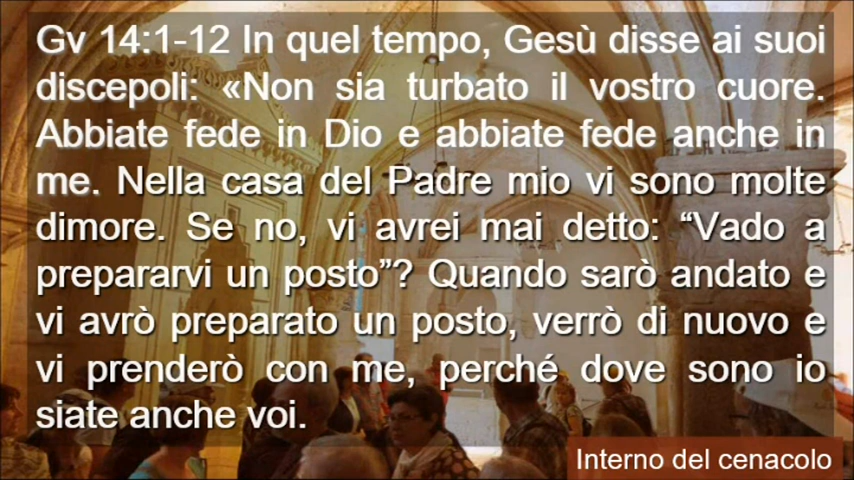 Gv 14:1-12 In quel tempo, Gesù disse ai suoi
discepoli: «Non sia turbato il vostro cuore.
Abbiate fede in Dio e abbiate fede anche in
me. Nella casa del Padre mio vi sono molte
dimore. Se no, vi avrei mai detto: “Vado a
prepararvi un posto”? Quando sarò andato e
vi avrò preparato un posto, verrò di nuovo e
vi prenderò con me, perché dove sono io
siate anche voi.
Interno del cenacolo